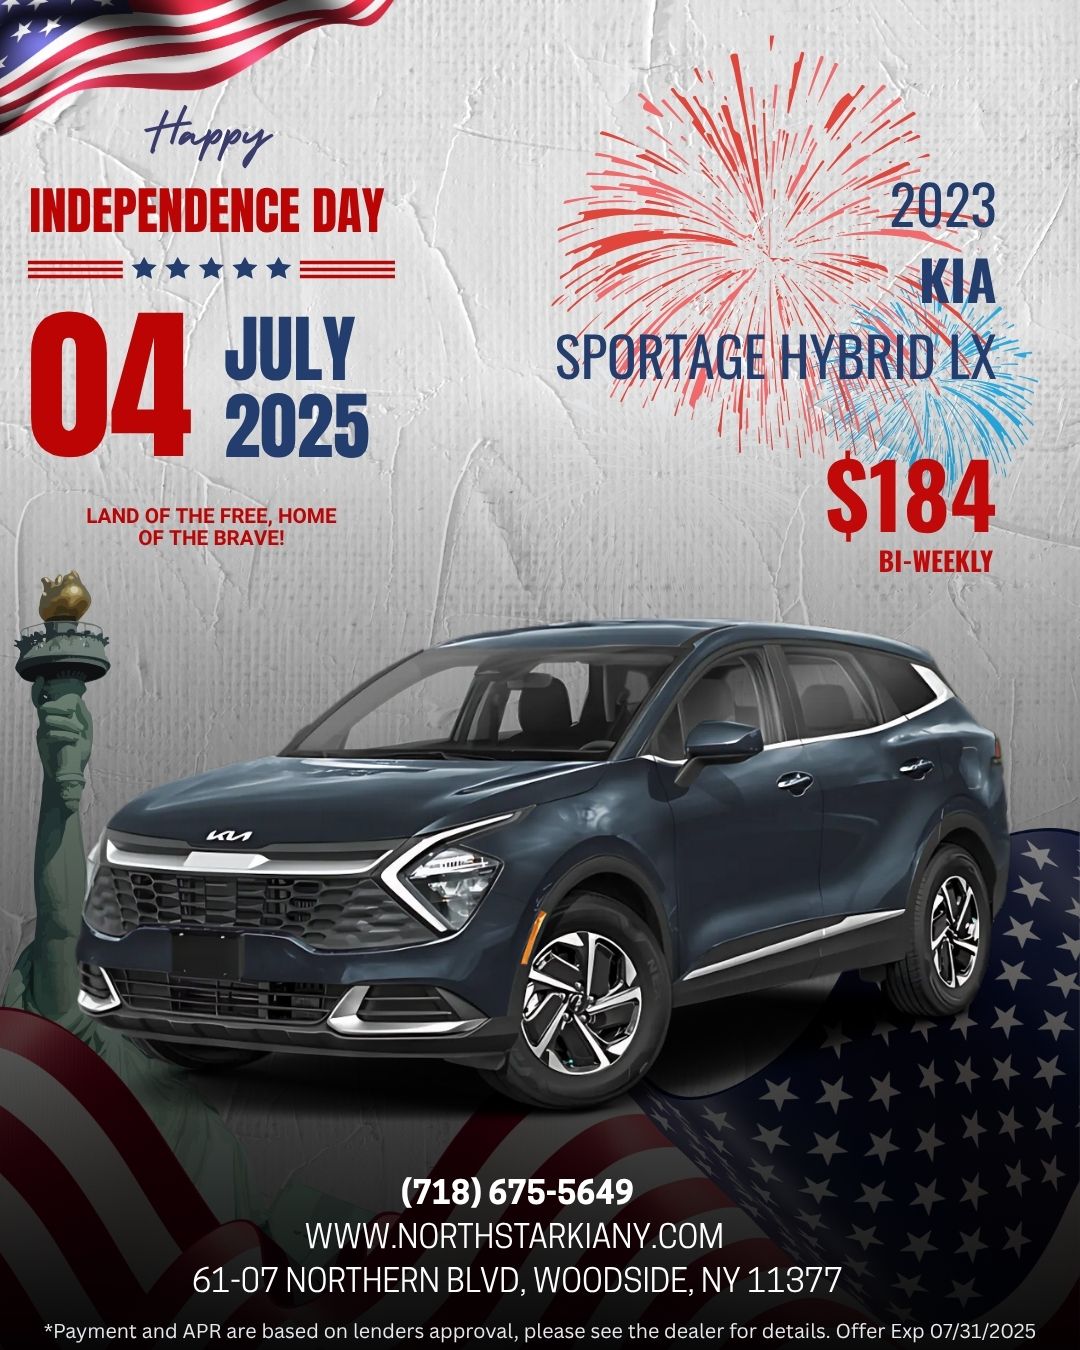 Happy
INDEPENDENCE DAY
04
JULY
2025
LAND OF THE FREE, HOME
OF THE BRAVE!
2023
KIA
SPORTAGE HYBRID LX
$184
BI-WEEKLY
KIA
(718) 675-5649
WWW.NORTHSTARKIANY.COM
61-07 NORTHERN BLVD, WOODSIDE, NY 11377
*Payment and APR are based on lenders approval, please see the dealer for details. Offer Exp 07/31/2025